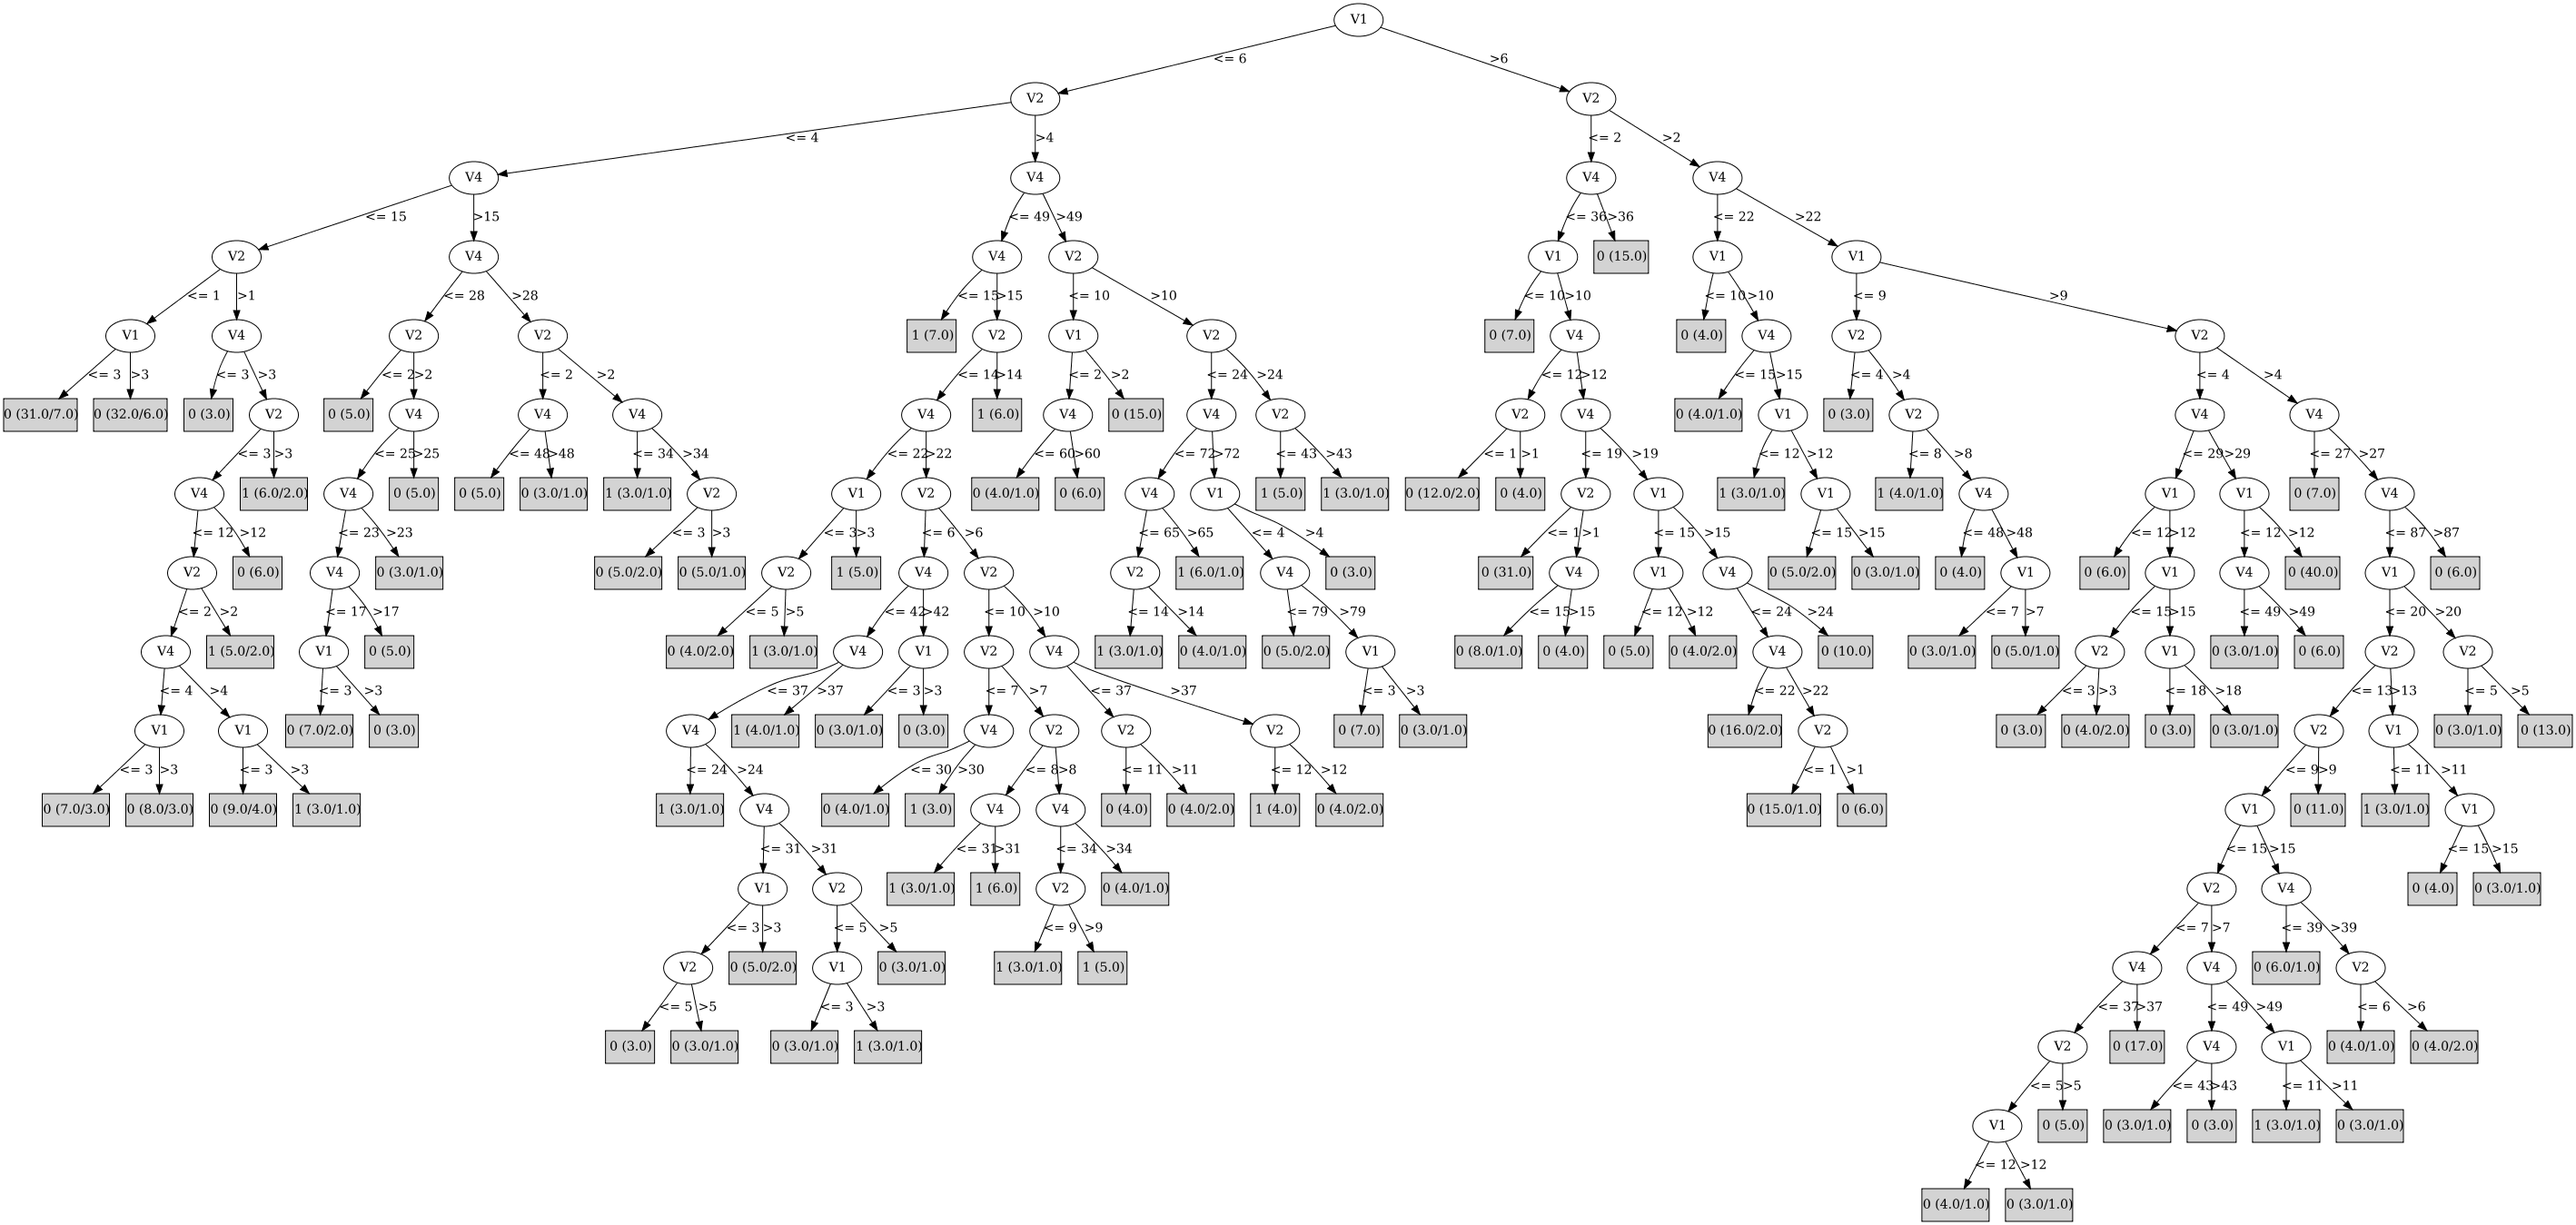 V1
<= 6 >6
V2 V2
<= 4 >4 <= 2 >2
V4 V4 V4 V4
<= 15 >15 <= 49 >49 <= 36 >36 <= 22 >22
V2 V4 V4 V2 V1 0 (15.0) V1 V1
<= 1 >1 <= 28 >28 <= 15 >15 <= 10 >10 <= 10 >10 <= 10 >10 <= 9 >9
V1 V4 V2 V2 1 (7.0) V2 V1 V2 0 (7.0) V4 0 (4.0) V4 V2 V2
<= 3 >3 <= 3 >3 <= 2 >2 <= 2 >2 <= 14 >14 <= 2 >2 <= 24 >24 <= 12 >12 <= 15 >15 <= 4 >4 <= 4 >4
0 (31.0/7.0) 0 (32.0/6.0) 0 (3.0) V2 0 (5.0) V4 V4 V4 V4 1 (6.0) V4 0 (15.0) V4 V2 V2 V4 0 (4.0/1.0) V1 0 (3.0) V2 V4 V4
<= 3 >3 <= 25 >25 <= 48 >48 <= 34 >34 <= 22 >22 <= 60 >60 <= 72 >72 <= 43 >43 <= 1 >1 <= 19 >19 <= 12 >12 <= 8 >8 <= 29 >29 <= 27 >27
V4 1 (6.0/2.0) V4 0 (5.0) 0 (5.0) 0 (3.0/1.0) 1 (3.0/1.0) V2 V1 V2 0 (4.0/1.0) 0 (6.0) V4 V1 1 (5.0) 1 (3.0/1.0) 0 (12.0/2.0) 0 (4.0) V2 V1 1 (3.0/1.0) V1 1 (4.0/1.0) V4 V1 V1 0 (7.0) V4
<= 12 >12 <= 23 >23 <= 3 >3 <= 3 >3 <= 6 >6 <= 65 >65 <= 4 >4 <= 1 >1 <= 15 >15 <= 15 >15 <= 48 >48 <= 12 >12 <= 12 >12 <= 87 >87
V2 0 (6.0) V4 0 (3.0/1.0) 0 (5.0/2.0) 0 (5.0/1.0) V2 1 (5.0) V4 V2 V2 1 (6.0/1.0) V4 0 (3.0) 0 (31.0) V4 V1 V4 0 (5.0/2.0) 0 (3.0/1.0) 0 (4.0) V1 0 (6.0) V1 V4 0 (40.0) V1 0 (6.0)
<= 2 >2 <= 17 >17 <= 5 >5 <= 42 >42 <= 10 >10 <= 14 >14 <= 79 >79 <= 15 >15 <= 12 >12 <= 24 >24 <= 7 >7 <= 15 >15 <= 49 >49 <= 20 >20
V4 1 (5.0/2.0) V1 0 (5.0) 0 (4.0/2.0) 1 (3.0/1.0) V4 V1 V2 V4 1 (3.0/1.0) 0 (4.0/1.0) 0 (5.0/2.0) V1 0 (8.0/1.0) 0 (4.0) 0 (5.0) 0 (4.0/2.0) V4 0 (10.0) 0 (3.0/1.0) 0 (5.0/1.0) V2 V1 0 (3.0/1.0) 0 (6.0) V2 V2
<= 4 >4 <= 3 >3 <= 37 >37 <= 3 >3 <= 7 >7 <= 37 >37 <= 3 >3 <= 22 >22 <= 3 >3 <= 18 >18 <= 13 >13 <= 5 >5
V1 V1 0 (7.0/2.0) 0 (3.0) V4 1 (4.0/1.0) 0 (3.0/1.0) 0 (3.0) V4 V2 V2 V2 0 (7.0) 0 (3.0/1.0) 0 (16.0/2.0) V2 0 (3.0) 0 (4.0/2.0) 0 (3.0) 0 (3.0/1.0) V2 V1 0 (3.0/1.0) 0 (13.0)
<= 3 >3 <= 3 >3 <= 24 >24 <= 30 >30 <= 8 >8 <= 11 >11 <= 12 >12 <= 1 >1 <= 9 >9 <= 11 >11
0 (7.0/3.0) 0 (8.0/3.0) 0 (9.0/4.0) 1 (3.0/1.0) 1 (3.0/1.0) V4 0 (4.0/1.0) 1 (3.0) V4 V4 0 (4.0) 0 (4.0/2.0) 1 (4.0) 0 (4.0/2.0) 0 (15.0/1.0) 0 (6.0) V1 0 (11.0) 1 (3.0/1.0) V1
<= 31 >31 <= 31 >31 <= 34 >34 <= 15 >15 <= 15 >15
V1 V2 1 (3.0/1.0) 1 (6.0) V2 0 (4.0/1.0) V2 V4 0 (4.0) 0 (3.0/1.0)
<= 3 >3 <= 5 >5 <= 9 >9 <= 7 >7 <= 39 >39
V2 0 (5.0/2.0) V1 0 (3.0/1.0) 1 (3.0/1.0) 1 (5.0) V4 V4 0 (6.0/1.0) V2
<= 5 >5 <= 3 >3 <= 37 >37 <= 49 >49 <= 6 >6
0 (3.0) 0 (3.0/1.0) 0 (3.0/1.0) 1 (3.0/1.0) V2 0 (17.0) V4 V1 0 (4.0/1.0) 0 (4.0/2.0)
<= 5 >5 <= 43 >43 <= 11 >11
V1 0 (5.0) 0 (3.0/1.0) 0 (3.0) 1 (3.0/1.0) 0 (3.0/1.0)
<= 12 >12
0 (4.0/1.0) 0 (3.0/1.0)